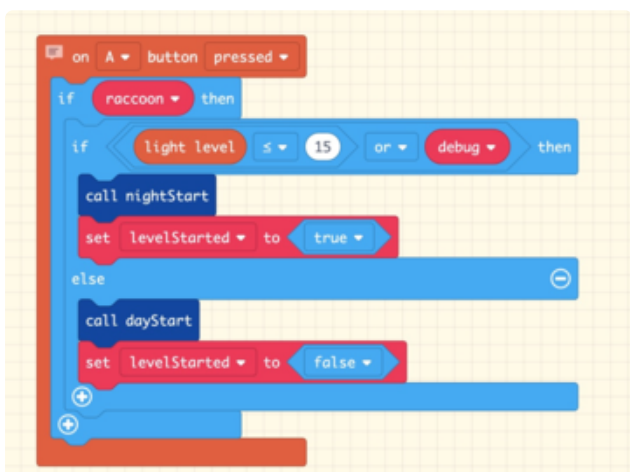 on A button pressed
if raccoon then
if light level ≤ 15 or debug then
call nightStart
set levelStarted to true
else
call dayStart
set levelStarted to false